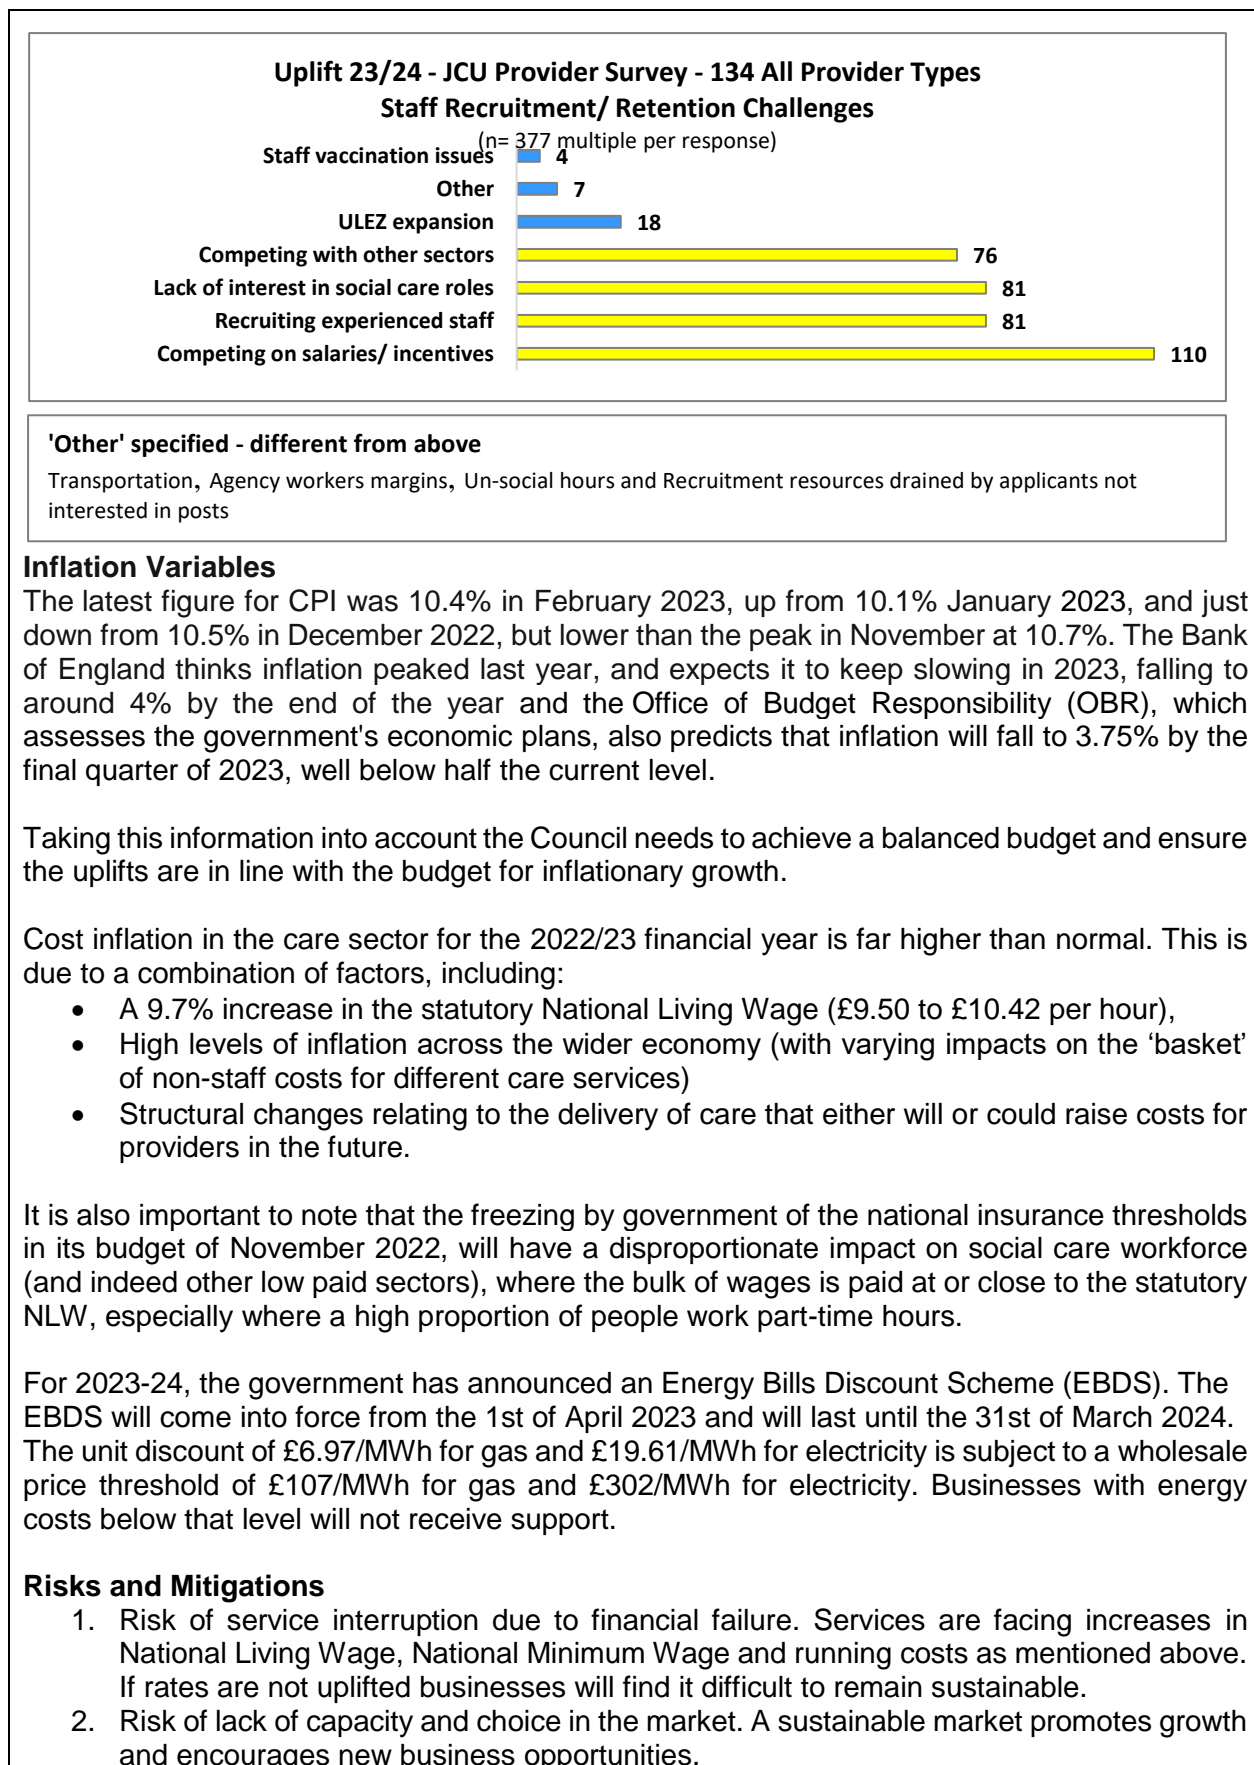 Uplift 23/24 - JCU Provider Survey - 134 All Provider Types
Staff Recruitment/ Retention Challenges
(n= 377 multiple per response)
Staff vaccination issues 4
Other 7
ULEZ expansion 18
Competing with other sectors 76
Lack of interest in social care roles 81
Recruiting experienced staff 81
Competing on salaries/ incentives 110
'Other' specified - different from above
Transportation, Agency workers margins, Un-social hours and Recruitment resources drained by applicants not
interested in posts
Inflation Variables
The latest figure for CPI was 10.4% in February 2023, up from 10.1% January 2023, and just
down from 10.5% in December 2022, but lower than the peak in November at 10.7%. The Bank
of England thinks inflation peaked last year, and expects it to keep slowing in 2023, falling to
around 4% by the end of the year and the Office of Budget Responsibility (OBR), which
assesses the government's economic plans, also predicts that inflation will fall to 3.75% by the
final quarter of 2023, well below half the current level.
Taking this information into account the Council needs to achieve a balanced budget and ensure
the uplifts are in line with the budget for inflationary growth.
Cost inflation in the care sector for the 2022/23 financial year is far higher than normal. This is
due to a combination of factors, including:
• A 9.7% increase in the statutory National Living Wage (£9.50 to £10.42 per hour),
• High levels of inflation across the wider economy (with varying impacts on the ‘basket’
of non-staff costs for different care services)
• Structural changes relating to the delivery of care that either will or could raise costs for
providers in the future.
It is also important to note that the freezing by government of the national insurance thresholds
in its budget of November 2022, will have a disproportionate impact on social care workforce
(and indeed other low paid sectors), where the bulk of wages is paid at or close to the statutory
NLW, especially where a high proportion of people work part-time hours.
For 2023-24, the government has announced an Energy Bills Discount Scheme (EBDS). The
EBDS will come into force from the 1st of April 2023 and will last until the 31st of March 2024.
The unit discount of £6.97/MWh for gas and £19.61/MWh for electricity is subject to a wholesale
price threshold of £107/MWh for gas and £302/MWh for electricity. Businesses with energy
costs below that level will not receive support.
Risks and Mitigations
1. Risk of service interruption due to financial failure. Services are facing increases in
National Living Wage, National Minimum Wage and running costs as mentioned above.
If rates are not uplifted businesses will find it difficult to remain sustainable.
2. Risk of lack of capacity and choice in the market. A sustainable market promotes growth
and encourages new business opportunities.